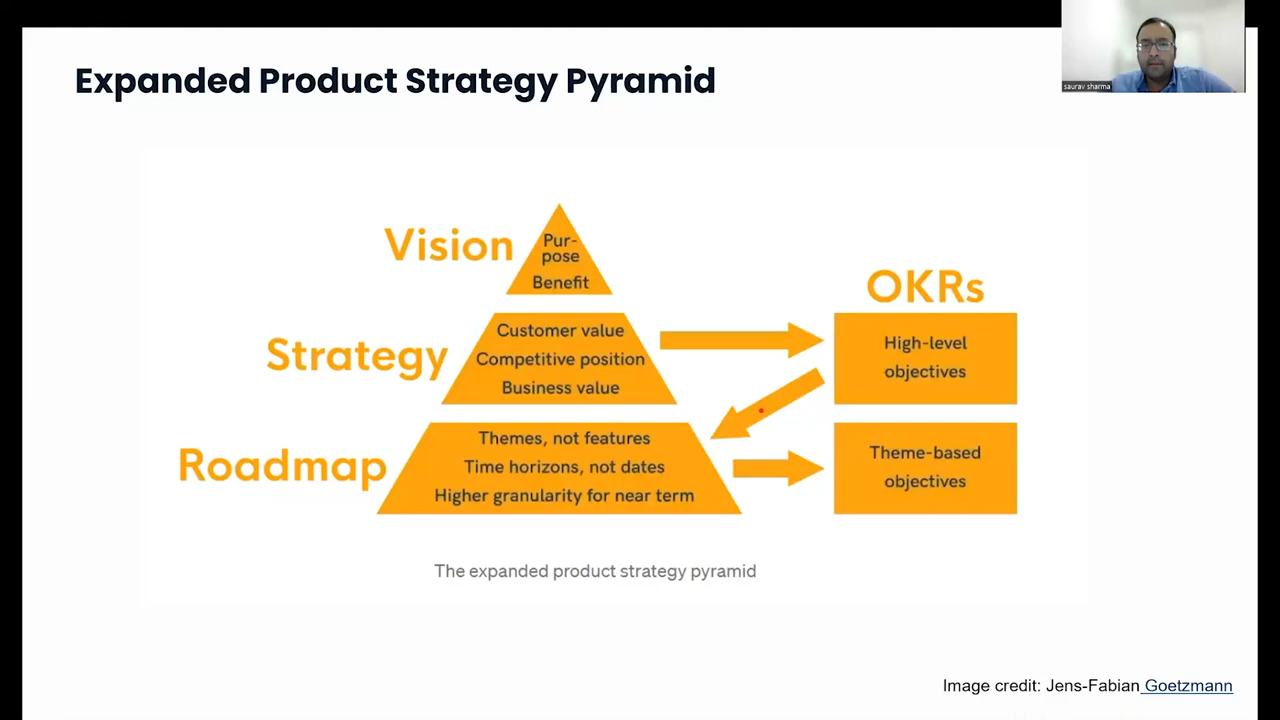 Expanded Product Strategy Pyramid
saurav sharma
Vision
Pur-
pose
Benefit
OKRs
Strategy
Customer value
Competitive position
Business value
High-level
objectives
Roadmap
Themes, not features
Time horizons, not dates
Higher granularity for near term
Theme-based
objectives
The expanded product strategy pyramid
Image credit: Jens-Fabian Goetzmann